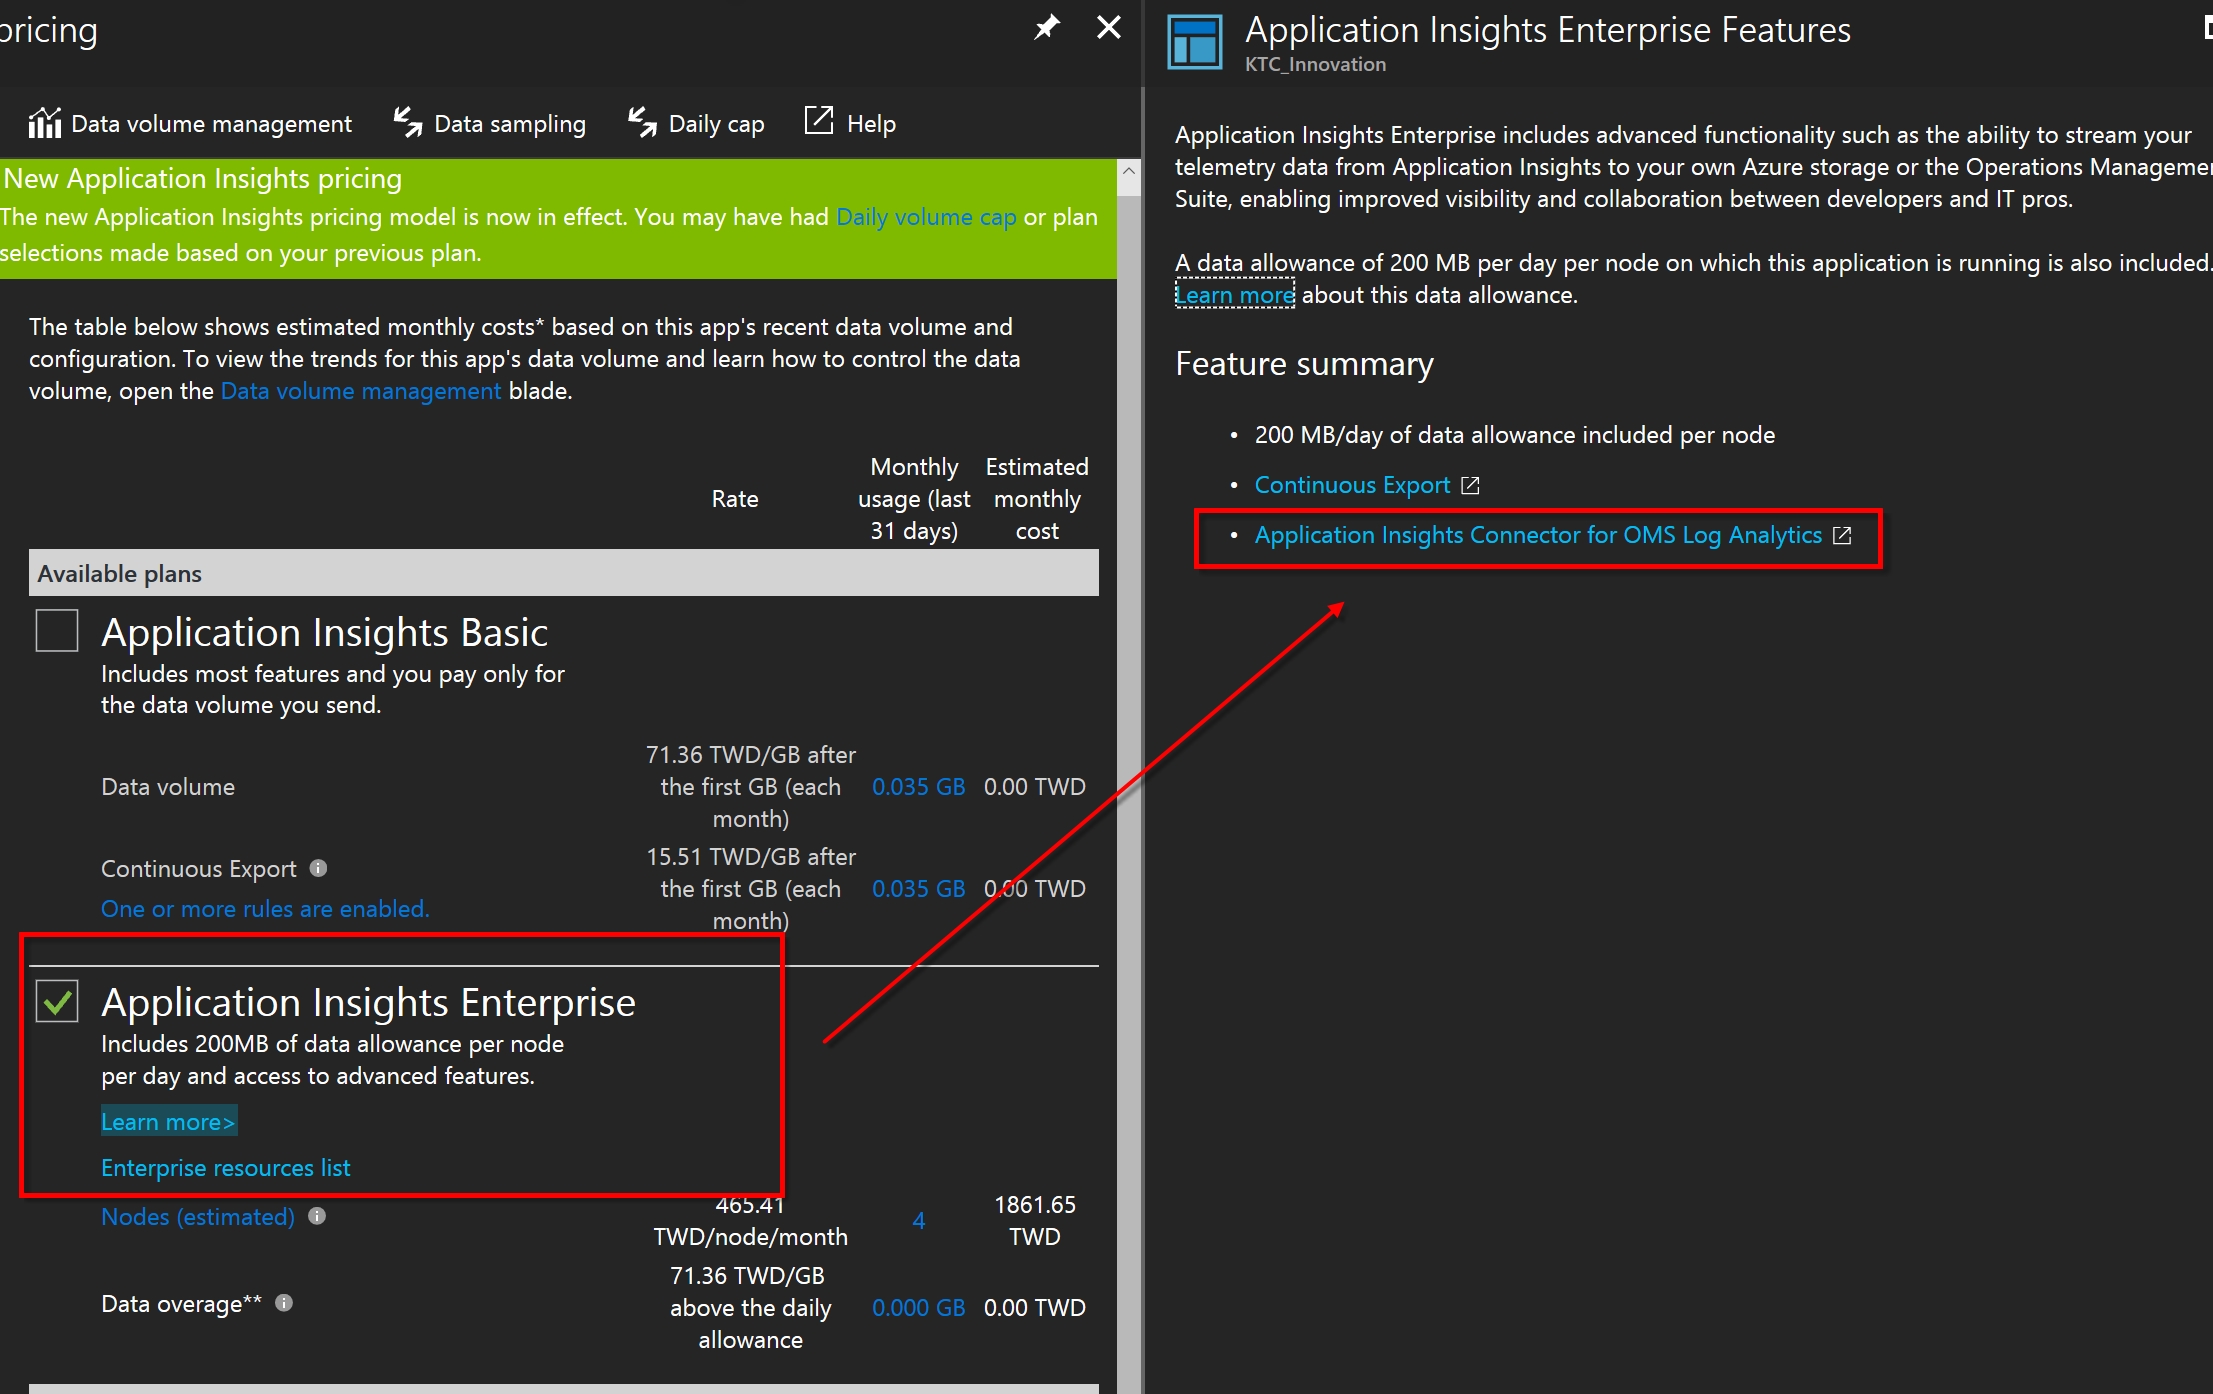 pricing
Data volume management
Data sampling
Daily cap
Help
New Application Insights pricing
The new Application Insights pricing model is now in effect. You may have had Daily volume cap or plan
selections made based on your previous plan.
The table below shows estimated monthly costs* based on this app's recent data volume and
configuration. To view the trends for this app's data volume and learn how to control the data
volume, open the Data volume management blade.
Rate
Monthly
usage (last
31 days)
Estimated
monthly
cost
Available plans
Application Insights Basic
Includes most features and you pay only for
the data volume you send.
Data volume
71.36 TWD/GB after
the first GB (each
month)
0.035 GB
0.00 TWD
Continuous Export
One or more rules are enabled.
15.51 TWD/GB after
the first GB (each
month)
0.035 GB
0.00 TWD
Application Insights Enterprise
Includes 200MB of data allowance per node
per day and access to advanced features.
Learn more>
Enterprise resources list
Nodes (estimated)
465.41
TWD/node/month
4
1861.65
TWD
Data overage**
71.36 TWD/GB
above the daily
allowance
0.000 GB
0.00 TWD
Application Insights Enterprise Features
KTC_Innovation
Application Insights Enterprise includes advanced functionality such as the ability to stream your
telemetry data from Application Insights to your own Azure storage or the Operations Managemen
Suite, enabling improved visibility and collaboration between developers and IT pros.
A data allowance of 200 MB per day per node on which this application is running is also included.
Learn more about this data allowance.
Feature summary
• 200 MB/day of data allowance included per node
• Continuous Export
• Application Insights Connector for OMS Log Analytics